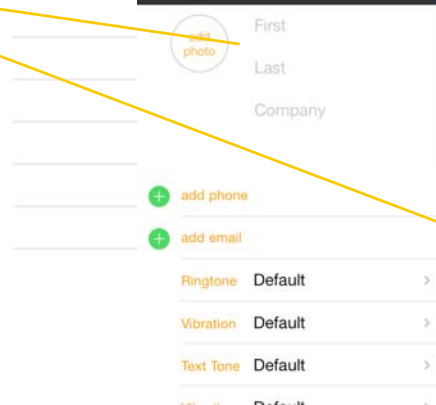 First
add
photo
Last
Company
add phone
add email
Ringtone Default
Vibration Default
Text Tone Default